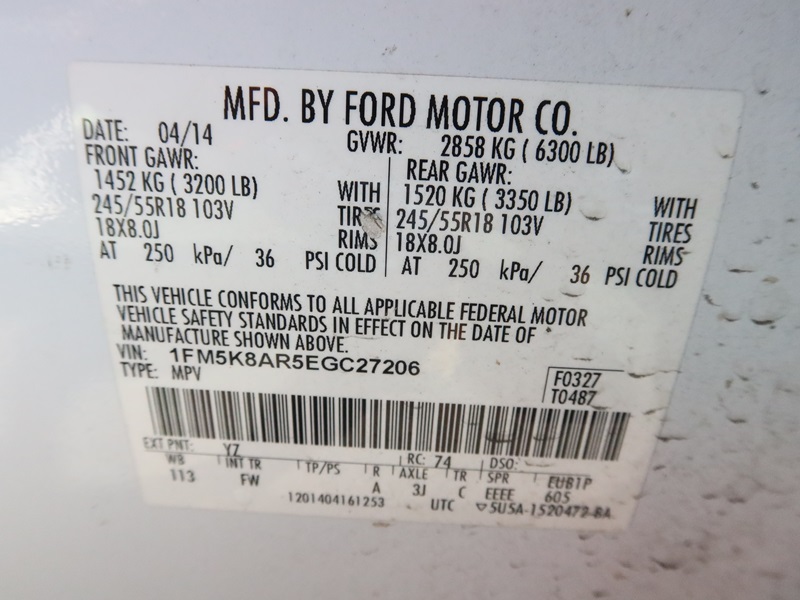 MFD. BY FORD MOTOR CO.
DATE: 04/14 GVWR: 2858 KG ( 6300 LB)
FRONT GAWR: REAR GAWR:
1452 KG ( 3200 LB) WITH 1520 KG ( 3350 LB) WITH
245/55R18 103V TIRES 245/55R18 103V TIRES
18X8.0J RIMS 18X8.0J RIMS
AT 250 kPa/ 36 PSI COLD AT 250 kPa/ 36 PSI COLD
THIS VEHICLE CONFORMS TO ALL APPLICABLE FEDERAL MOTOR
VEHICLE SAFETY STANDARDS IN EFFECT ON THE DATE OF
MANUFACTURE SHOWN ABOVE.
VIN: 1FM5K8AR5EGC27206
TYPE: MPV
F0327
T0487
EXT PNT: YZ RC: 74 DSO:
WB INT TR TP/PS R AXLE TR SPR EUB1P
113 FW A 3J C EEEE 605
1201404161253 UTC ▽5U5A-1520472-BA